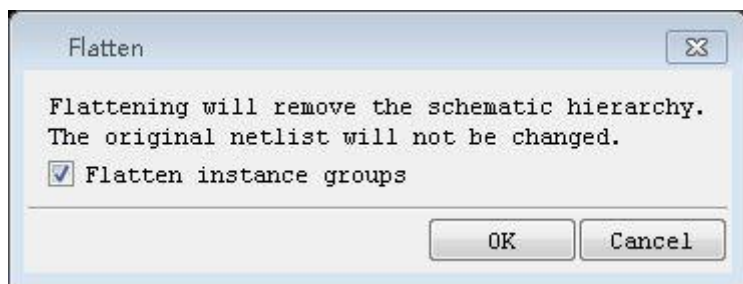 Flatten
Flattening will remove the schematic hierarchy.
The original netlist will not be changed.
Flatten instance groups
OK Cancel